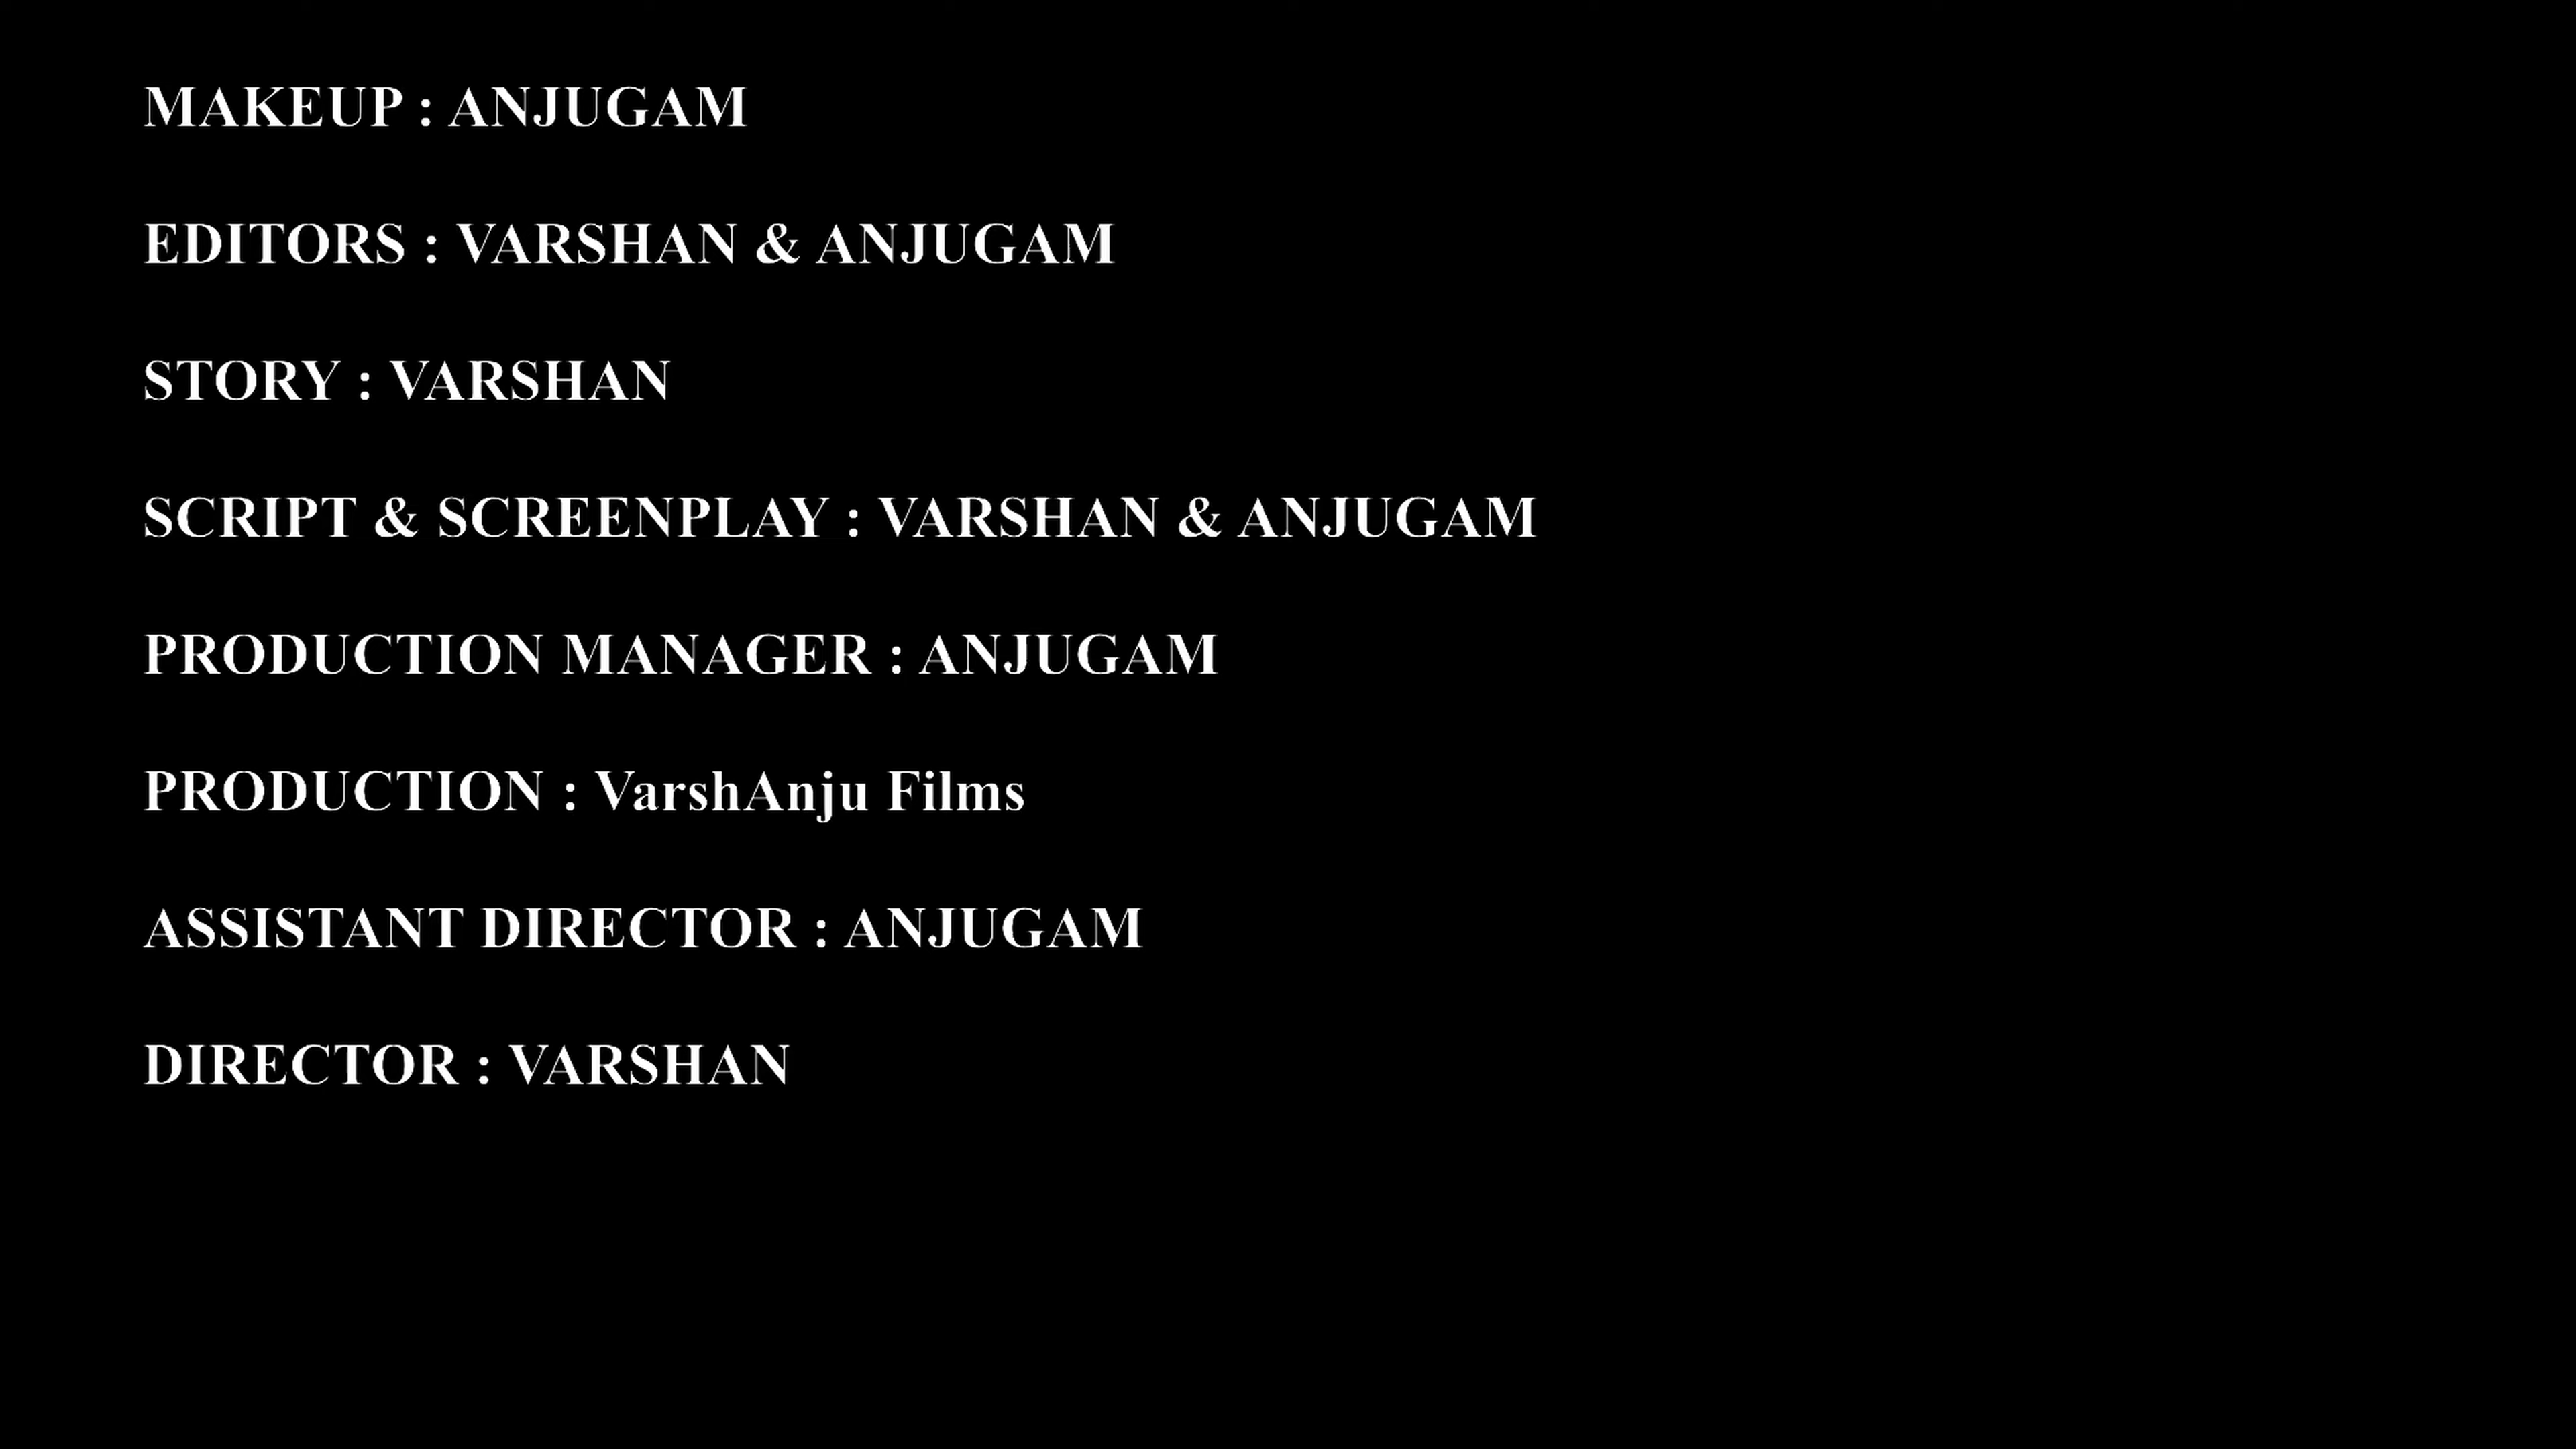 MAKEUP : ANJUGAM
EDITORS : VARSHAN & ANJUGAM
STORY : VARSHAN
SCRIPT & SCREENPLAY : VARSHAN & ANJUGAM
PRODUCTION MANAGER : ANJUGAM
PRODUCTION : VarshAnju Films
ASSISTANT DIRECTOR : ANJUGAM
DIRECTOR : VARSHAN